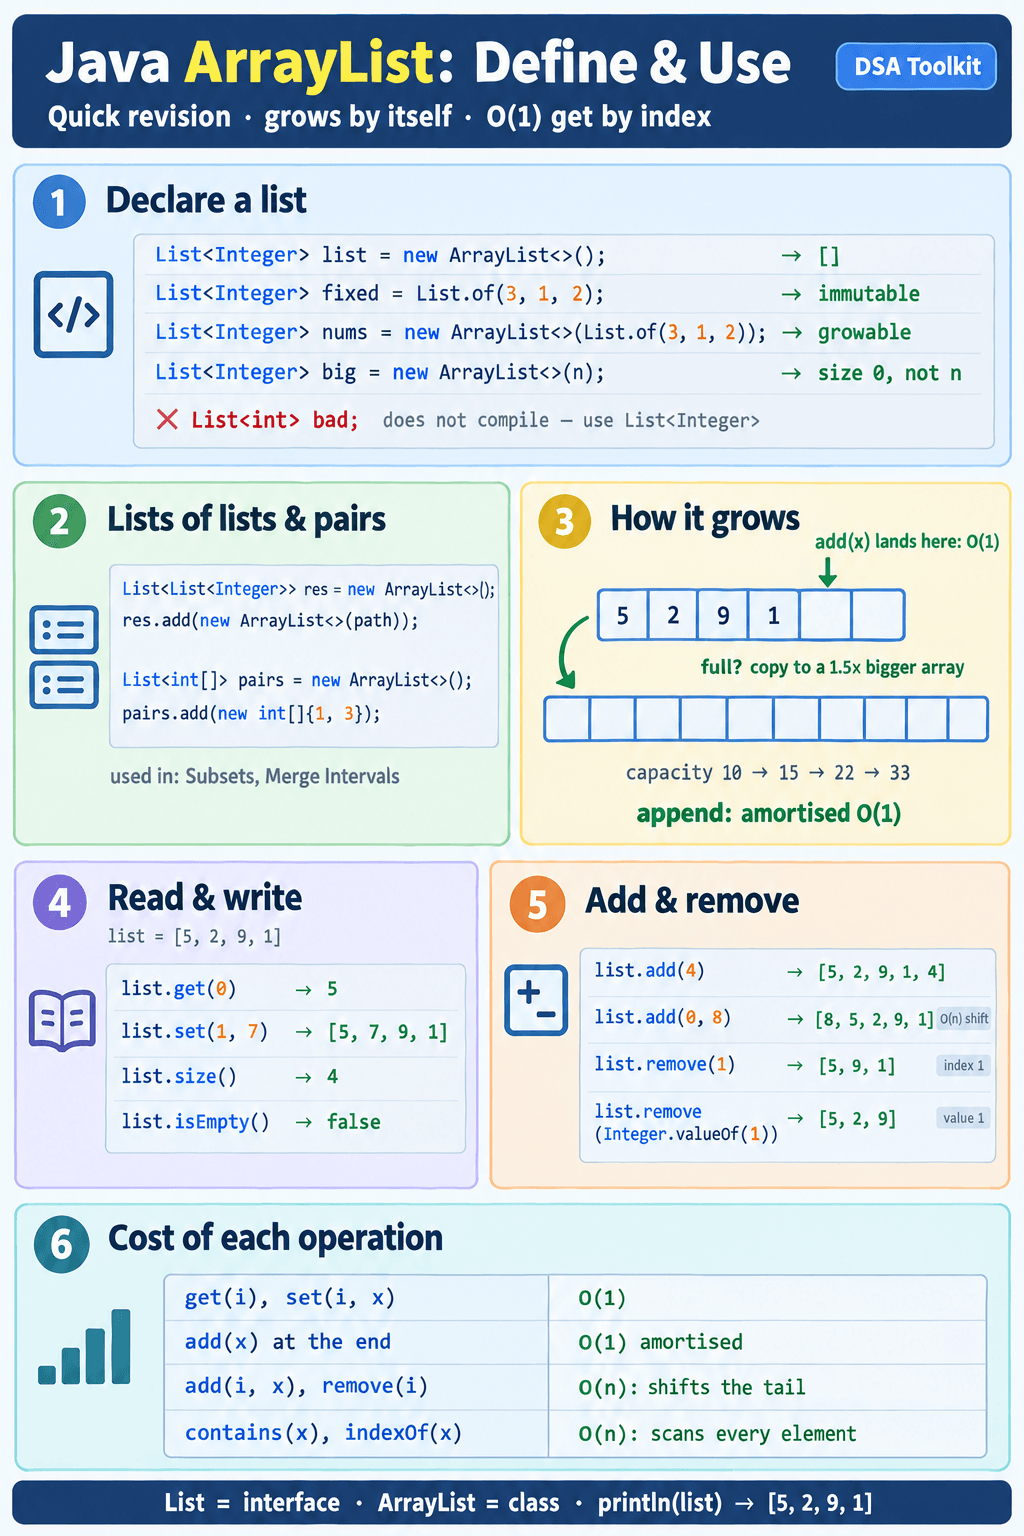 Java ArrayList: Define & Use
DSA Toolkit
Quick revision · grows by itself · O(1) get by index
1 Declare a list
List<Integer> list = new ArrayList<>(); → []
List<Integer> fixed = List.of(3, 1, 2); → immutable
List<Integer> nums = new ArrayList<>(List.of(3, 1, 2)); → growable
List<Integer> big = new ArrayList<>(n); → size 0, not n
✕ List<int> bad; does not compile – use List<Integer>
</>
2 Lists of lists & pairs
List<List<Integer>> res = new ArrayList<>();
res.add(new ArrayList<>(path));
List<int[]> pairs = new ArrayList<>();
pairs.add(new int[]{1, 3});
used in: Subsets, Merge Intervals
3 How it grows
add(x) lands here: O(1)
5 2 9 1
full? copy to a 1.5x bigger array
capacity 10 → 15 → 22 → 33
append: amortised O(1)
4 Read & write
list = [5, 2, 9, 1]
list.get(0) → 5
list.set(1, 7) → [5, 7, 9, 1]
list.size() → 4
list.isEmpty() → false
5 Add & remove
list.add(4) → [5, 2, 9, 1, 4]
list.add(0, 8) → [8, 5, 2, 9, 1] O(n) shift
list.remove(1) → [5, 9, 1] index 1
list.remove
(Integer.valueOf(1)) → [5, 2, 9] value 1
6 Cost of each operation
get(i), set(i, x) O(1)
add(x) at the end O(1) amortised
add(i, x), remove(i) O(n): shifts the tail
contains(x), indexOf(x) O(n): scans every element
List = interface · ArrayList = class · println(list) → [5, 2, 9, 1]